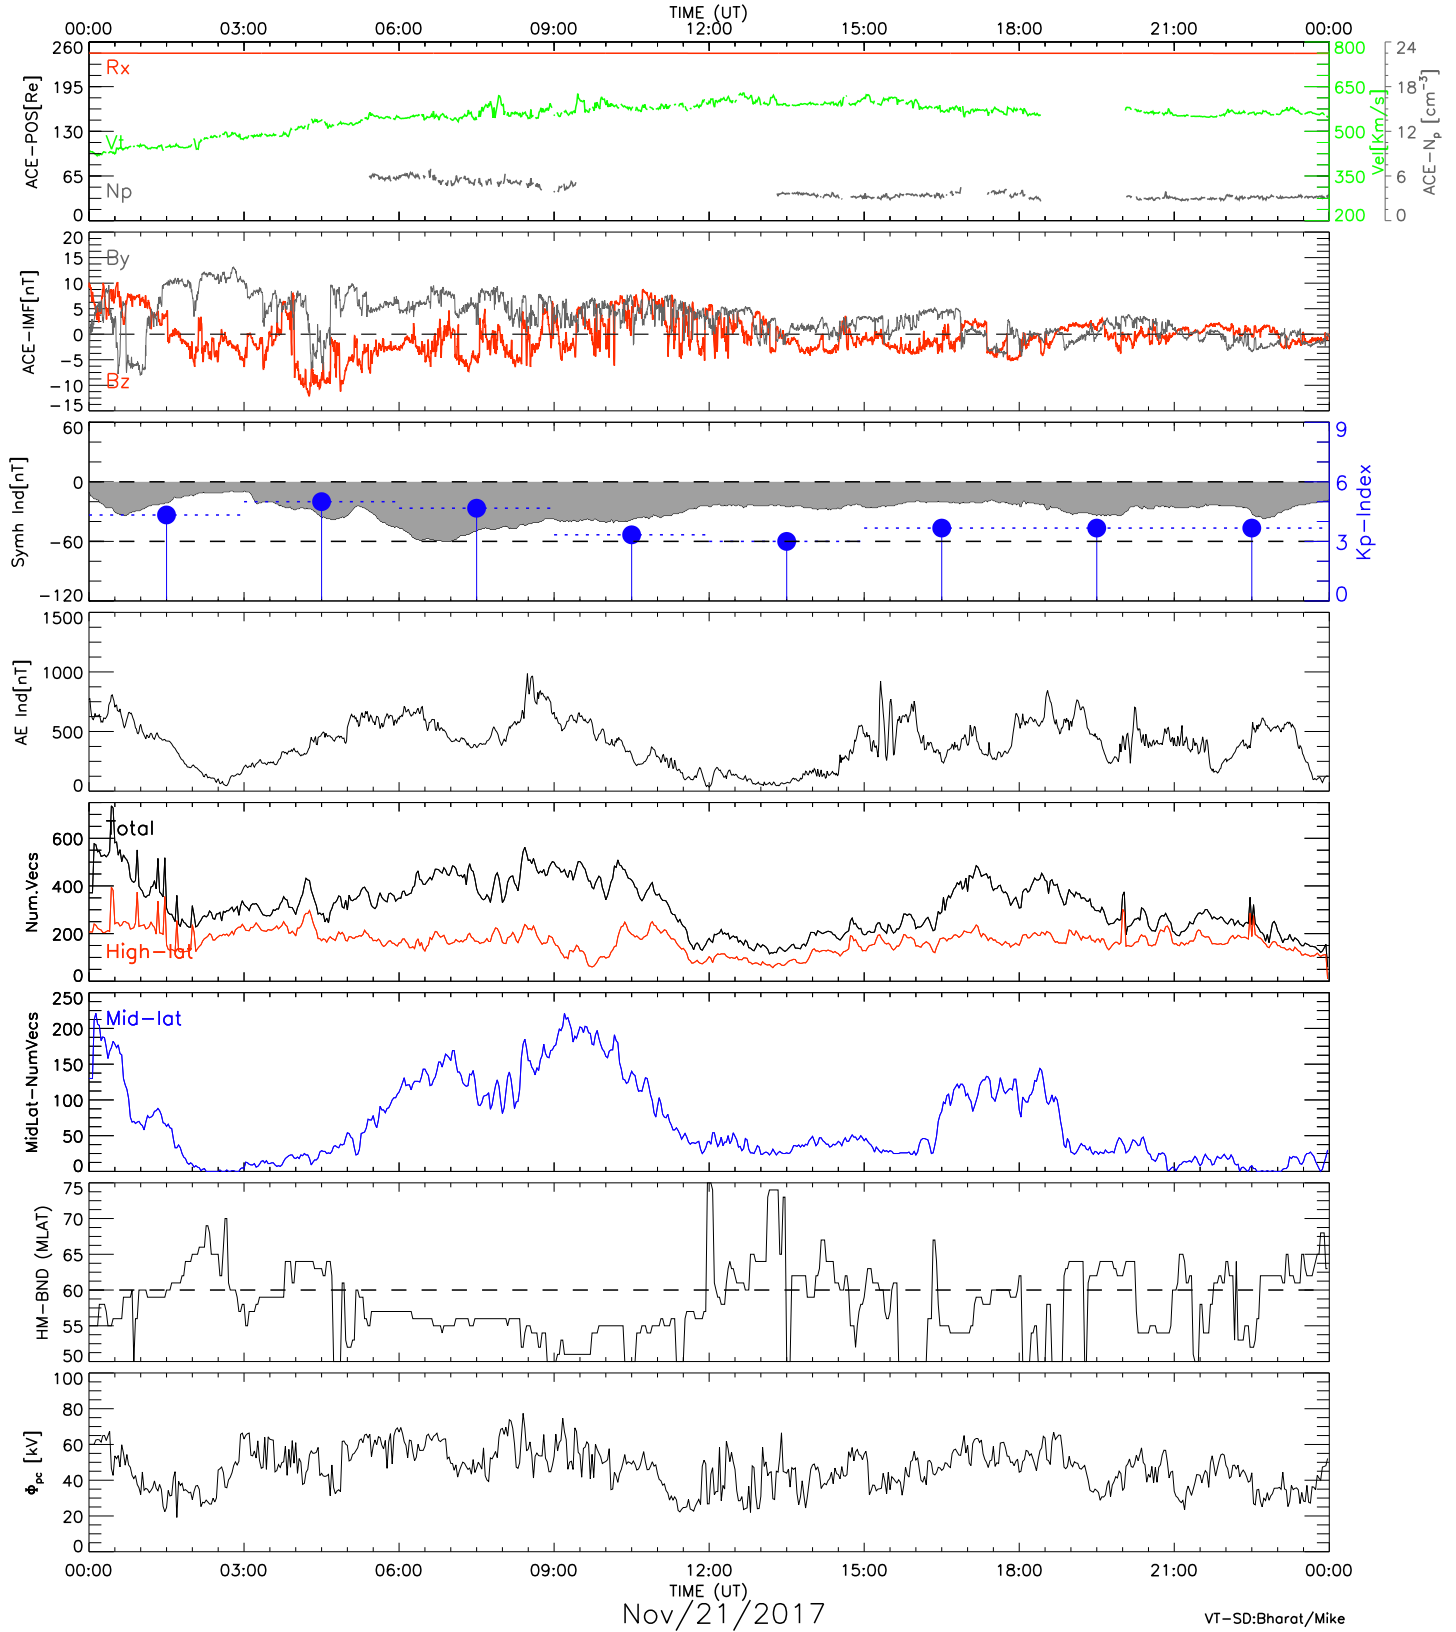 TIME (UT)
00:00 03:00 06:00 09:00 12:00 15:00 18:00 21:00 00:00
260 195 130 65 0
ACE-POS[Re]
Rx
Vt
Np
800 650 500 350 200
Vel[Km/s]
24 18 12 6 0
ACE-Np [cm-3]
20 15 10 5 0 -5 -10 -15
ACE-IMF[nT]
By
Bz
60 0 -60 -120
Symh Ind[nT]
9 6 3 0
Kp-Index
1500 1000 500 0
AE Ind[nT]
600 400 200 0
Num.Vecs
Total
High-lat
250 200 150 100 50 0
MidLat-NumVecs
Mid-lat
75 70 65 60 55 50
HM-BND (MLAT)
100 80 60 40 20 0
Φpc [kV]
00:00 03:00 06:00 09:00 12:00 15:00 18:00 21:00 00:00
TIME (UT)
Nov/21/2017
VT-SD:Bharat/Mike